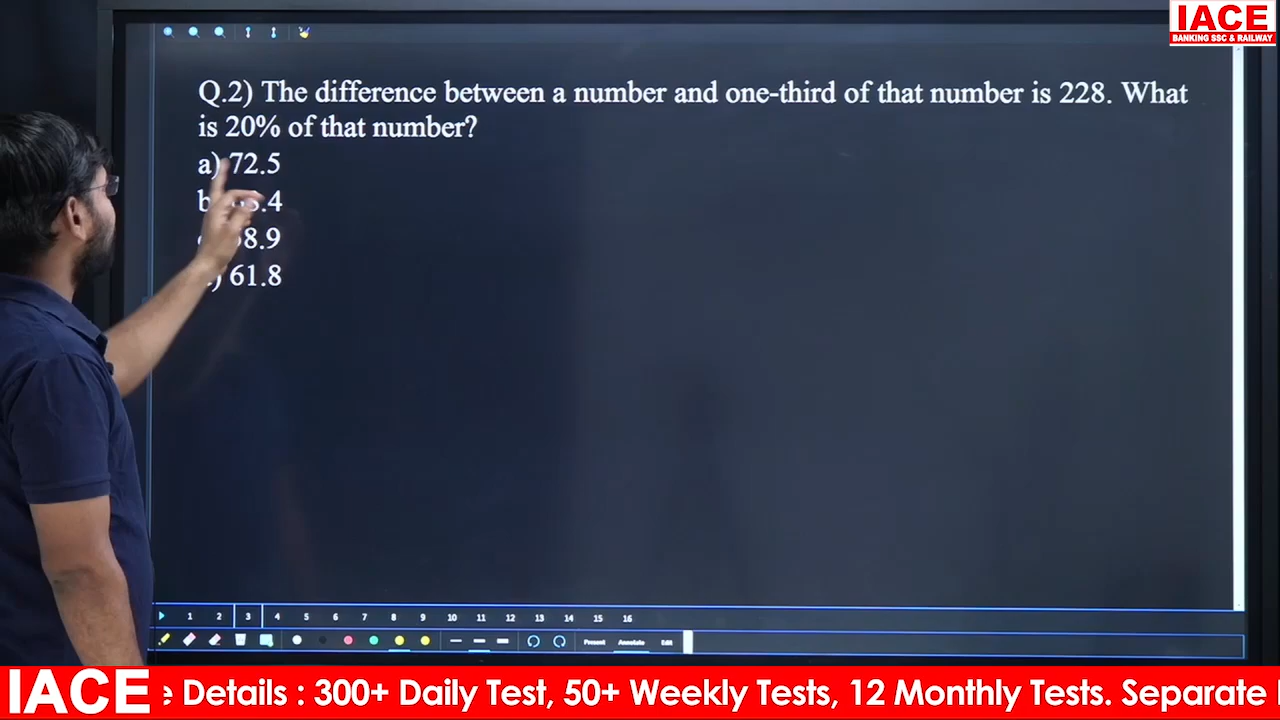 IACE
BANKING SSC & RAILWAY
Q.2) The difference between a number and one-third of that number is 228. What
is 20% of that number?
a) 72.5
b .4
8.9
) 61.8
1 2 3 4 5 6 7 8 9 10 11 12 13 14 15 16
Present Annotate Edit
IACE
e Details : 300+ Daily Test, 50+ Weekly Tests, 12 Monthly Tests. Separate